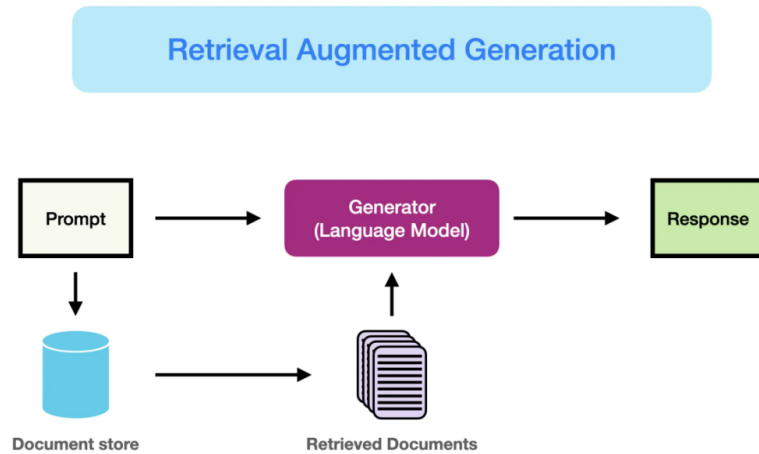 Retrieval Augmented Generation
Prompt
Generator
(Language Model)
Response
Document store
Retrieved Documents